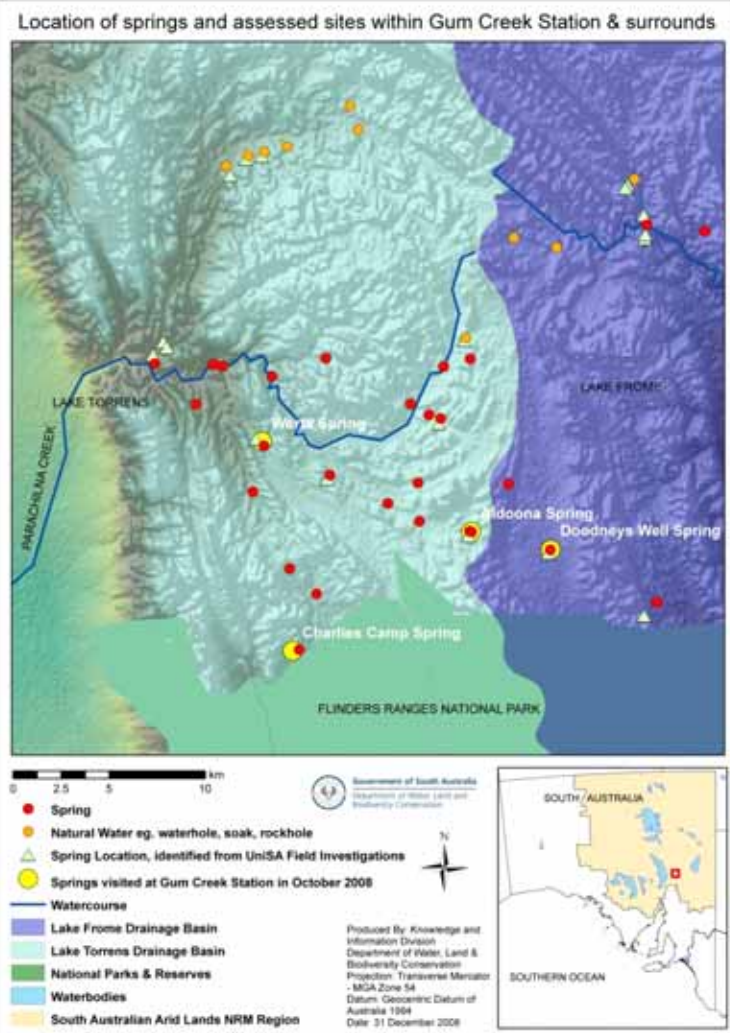 Location of springs and assessed sites within Gum Creek Station & surrounds
LAKE TORRENS
LAKE FROME
PARACHILNA CREEK
Spring
Doodneys Well Spring
Spring
Charlies Camp Spring
FLINDERS RANGES NATIONAL PARK
0 2.5 5 10 km
Spring
Natural Water eg. waterhole, soak, rockhole
Spring Location, identified from UniSA Field Investigations
Springs visited at Gum Creek Station in October 2008
Watercourse
Lake Frome Drainage Basin
Lake Torrens Drainage Basin
National Parks & Reserves
Waterbodies
South Australian Arid Lands NRM Region
Government of South Australia
Department of Water, Land and
Biodiversity Conservation
N
Produced By: Knowledge and
Information Division
Department of Water, Land &
Biodiversity Conservation
Projection: Transverse Mercator
- MGA Zone 54
Datum: Geocentric Datum of
Australia 1994
Date: 31 December 2008
SOUTH AUSTRALIA
SOUTHERN OCEAN